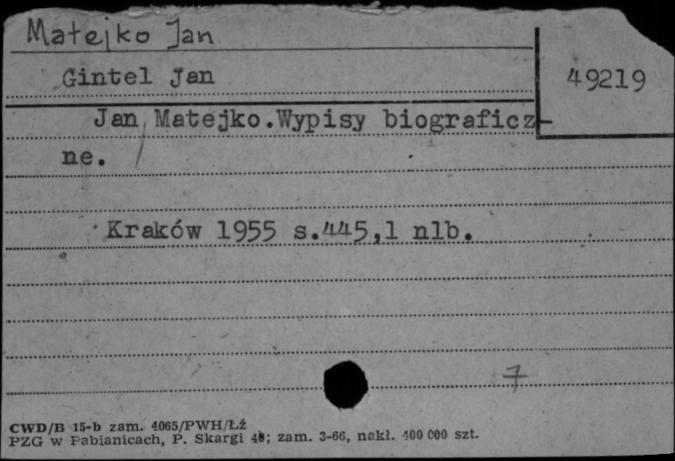 Matejko Jan
Gintel Jan
49219
Jan Matejko.Wypisy biograficz-
ne.
Kraków 1955 s.445,1 nlb.
7
CWD/B 15-b zam. 4065/PWH/Łź
PZG w Pabianicach, P. Skargi 40; zam. 3-66, nakł. 400 000 szt.